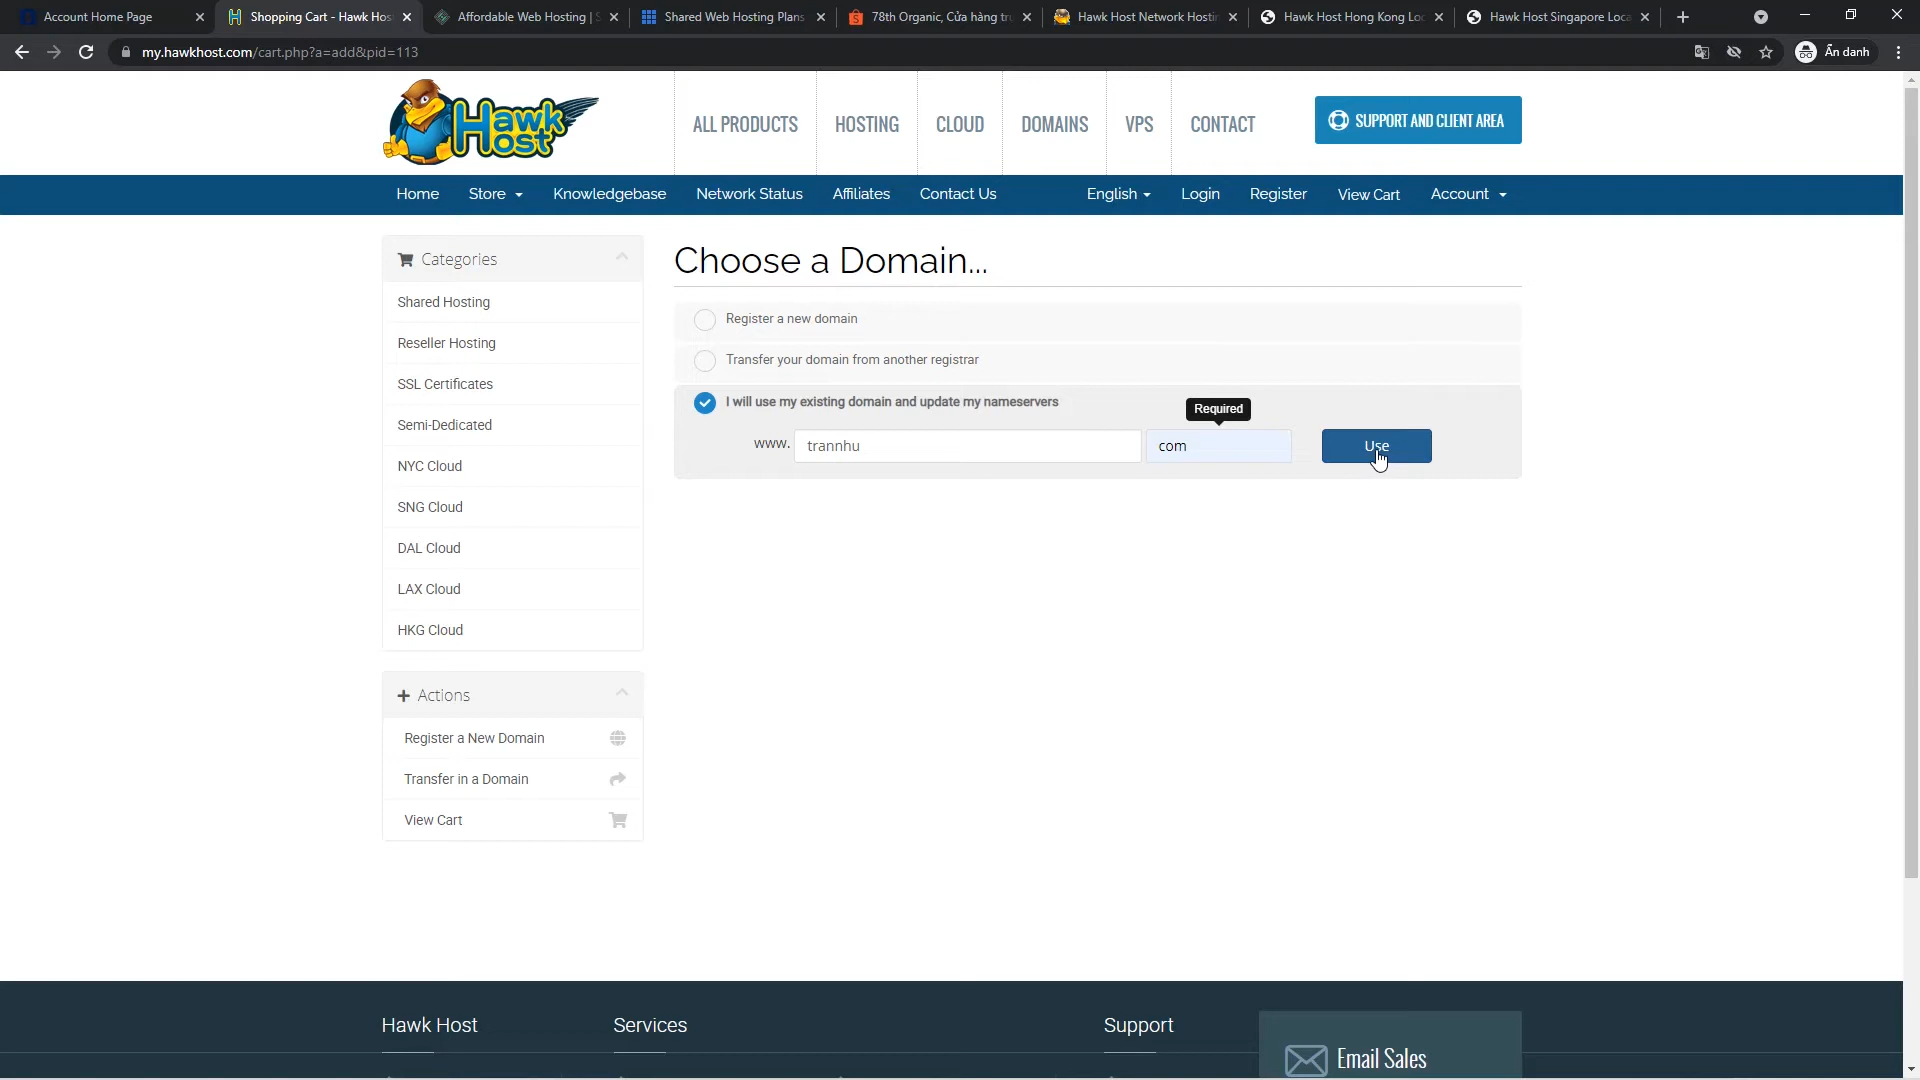 Account Home Page
Shopping Cart - Hawk Hos
Affordable Web Hosting | S
Shared Web Hosting Plans
78th Organic, Cửa hàng trự
Hawk Host Network Hostin
Hawk Host Hong Kong Loc
Hawk Host Singapore Loca
my.hawkhost.com/cart.php?a=add&pid=113
Ẩn danh
Hawk Host
ALL PRODUCTS
HOSTING
CLOUD
DOMAINS
VPS
CONTACT
SUPPORT AND CLIENT AREA
Home
Store
Knowledgebase
Network Status
Affiliates
Contact Us
English
Login
Register
View Cart
Account
Categories
Shared Hosting
Reseller Hosting
SSL Certificates
Semi-Dedicated
NYC Cloud
SNG Cloud
DAL Cloud
LAX Cloud
HKG Cloud
Actions
Register a New Domain
Transfer in a Domain
View Cart
Choose a Domain...
Register a new domain
Transfer your domain from another registrar
I will use my existing domain and update my nameservers
Required
www. trannhu com Use
Hawk Host
Services
Support
Email Sales